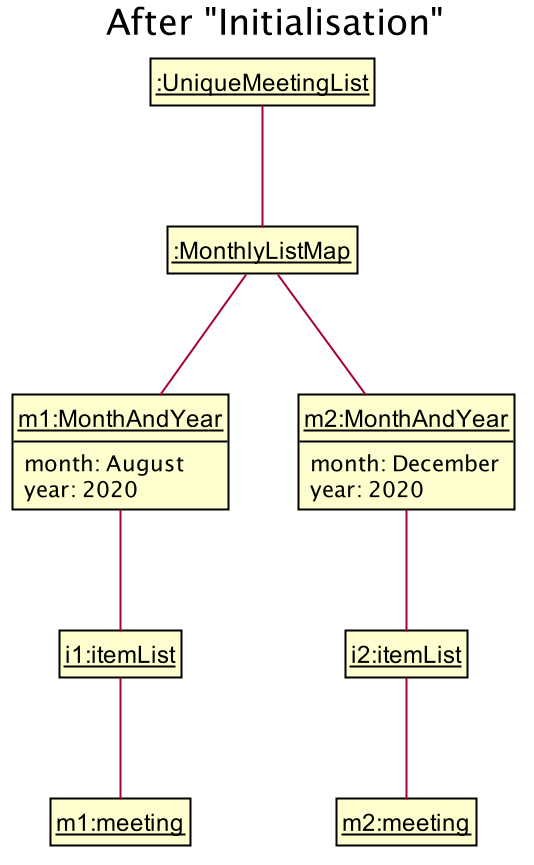 After "Initialisation"
:UniqueMeetingList
:MonthlyListMap
m1:MonthAndYear
month: August
year: 2020
m2:MonthAndYear
month: December
year: 2020
i1:itemList
i2:itemList
m1:meeting
m2:meeting